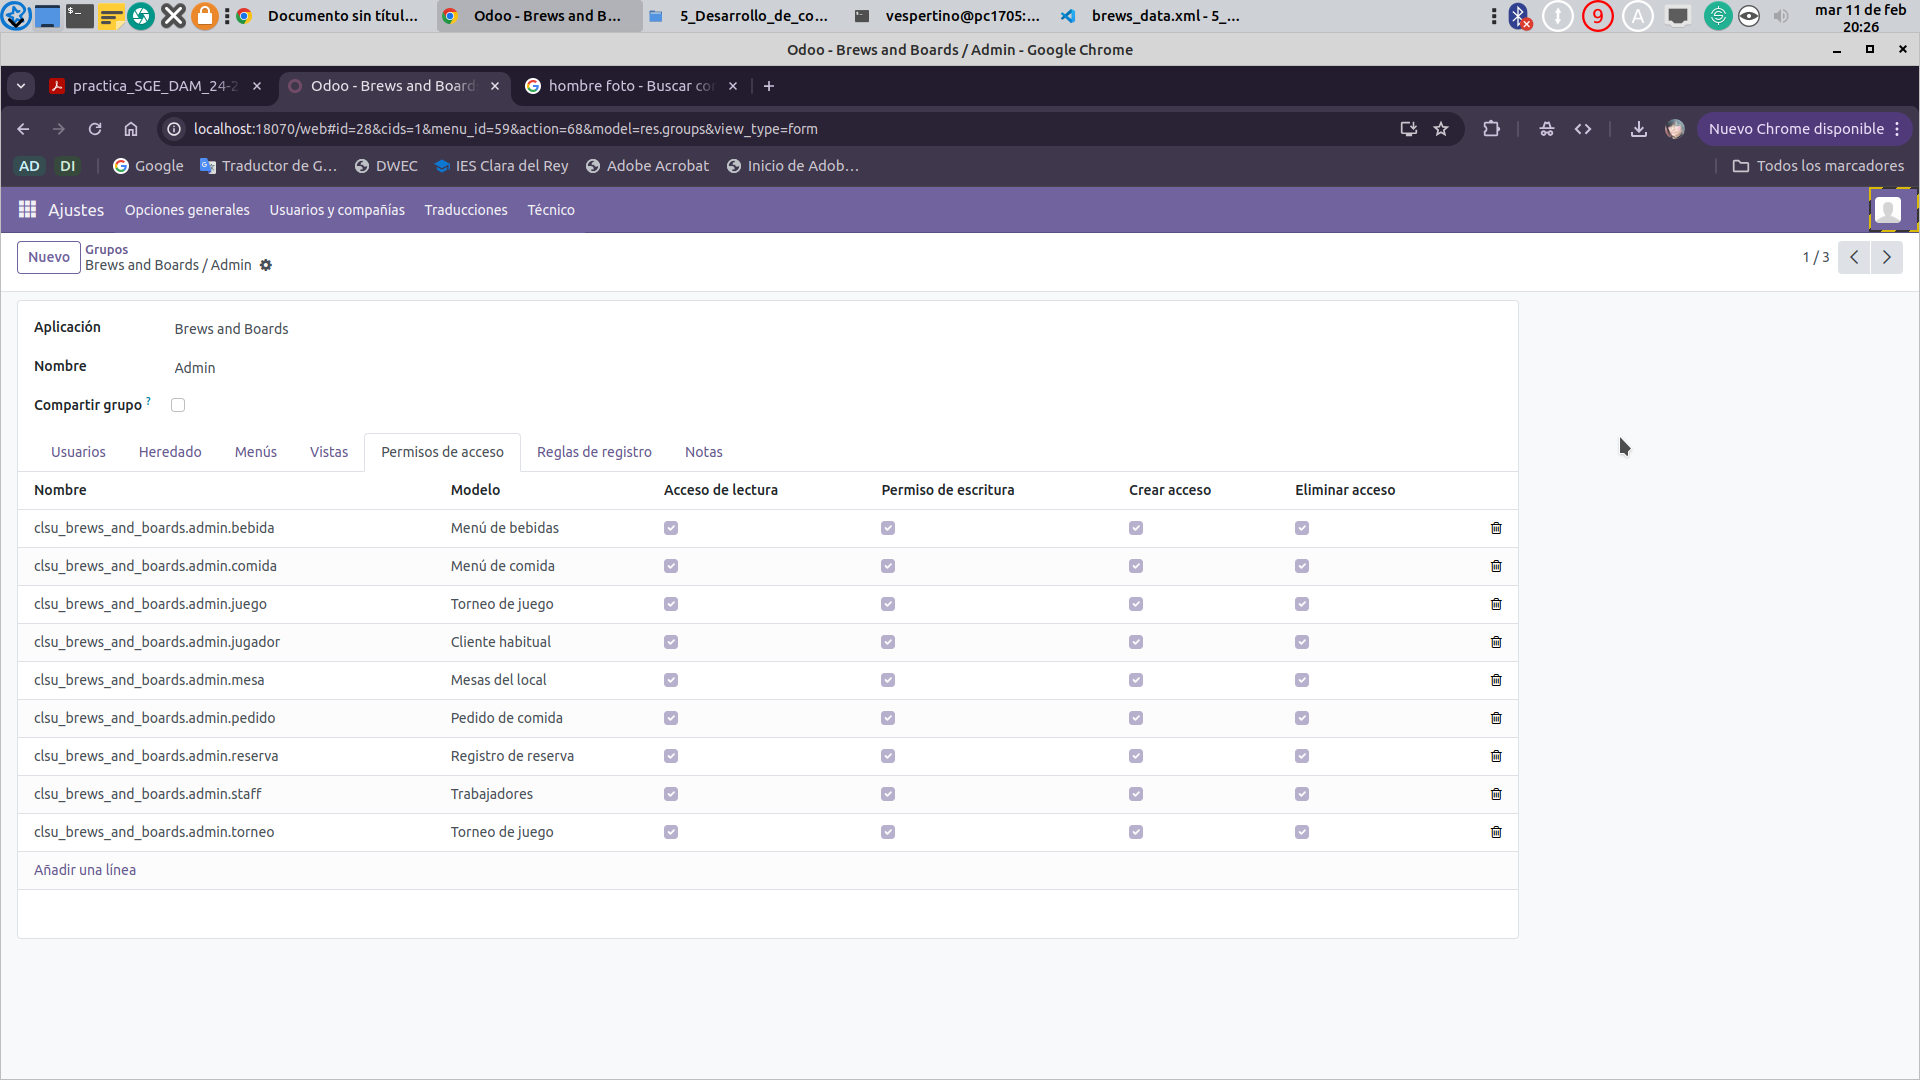 Documento sin títul...
Odoo - Brews and B...
5_Desarrollo_de_co...
vespertino@pc1705:...
brews_data.xml - 5_...
9
A
mar 11 de feb
20:26
Odoo - Brews and Boards / Admin - Google Chrome
practica_SGE_DAM_24-2
Odoo - Brews and Board
hombre foto - Buscar co
localhost:18070/web#id=28&cids=1&menu_id=59&action=68&model=res.groups&view_type=form
Nuevo Chrome disponible
AD
DI
Google
Traductor de G...
DWEC
IES Clara del Rey
Adobe Acrobat
Inicio de Adob...
Todos los marcadores
Ajustes
Opciones generales
Usuarios y compañías
Traducciones
Técnico
Nuevo
Grupos
Brews and Boards / Admin
1 / 3
Aplicación
Brews and Boards
Nombre
Admin
Compartir grupo ?
Usuarios
Heredado
Menús
Vistas
Permisos de acceso
Reglas de registro
Notas
Nombre Modelo Acceso de lectura Permiso de escritura Crear acceso Eliminar acceso
clsu_brews_and_boards.admin.bebida Menú de bebidas
clsu_brews_and_boards.admin.comida Menú de comida
clsu_brews_and_boards.admin.juego Torneo de juego
clsu_brews_and_boards.admin.jugador Cliente habitual
clsu_brews_and_boards.admin.mesa Mesas del local
clsu_brews_and_boards.admin.pedido Pedido de comida
clsu_brews_and_boards.admin.reserva Registro de reserva
clsu_brews_and_boards.admin.staff Trabajadores
clsu_brews_and_boards.admin.torneo Torneo de juego
Añadir una línea